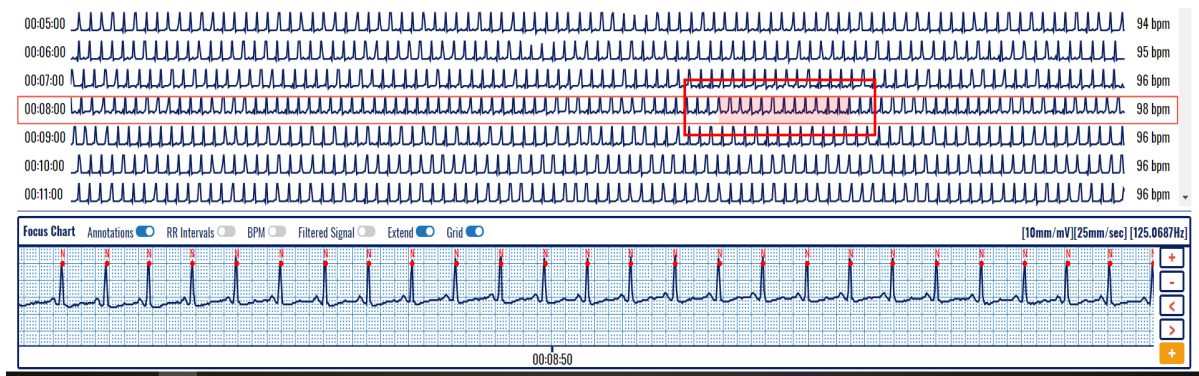 00:05:00 94 bpm
00:06:00 95 bpm
00:07:00 96 bpm
00:08:00 98 bpm
00:09:00 96 bpm
00:10:00 96 bpm
00:11:00 96 bpm
Focus Chart Annotations RR Intervals BPM Filtered Signal Extend Grid [10mm/mV][25mm/sec] [125.0687Hz]
N N N N N N N N N N N N N N N N N N N N N N N N N N
+
-
<
>
+
00:08:50